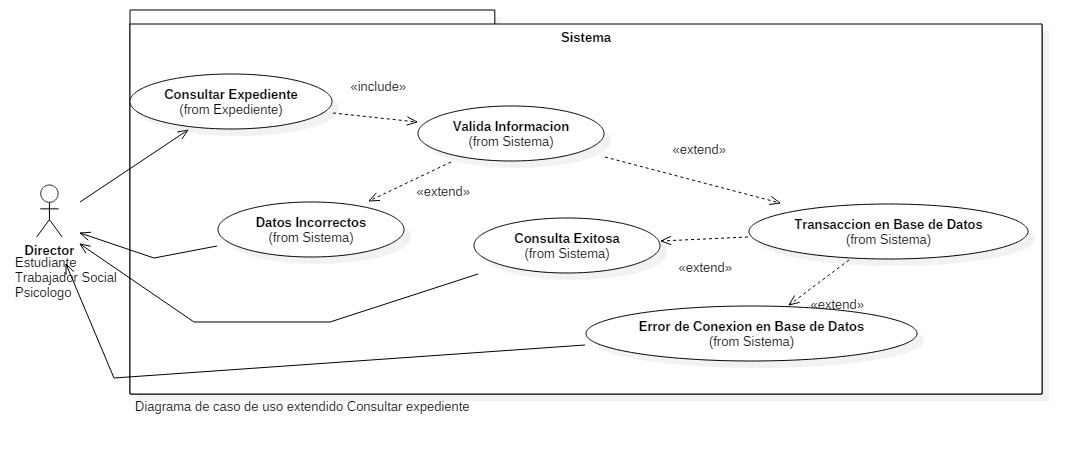 Sistema
Consultar Expediente
(from Expediente)
«include»
Valida Informacion
(from Sistema)
«extend»
«extend»
Datos Incorrectos
(from Sistema)
Consulta Exitosa
(from Sistema)
Transaccion en Base de Datos
(from Sistema)
«extend»
«extend»
Error de Conexion en Base de Datos
(from Sistema)
Director
Estudiante
Trabajador Social
Psicologo
Diagrama de caso de uso extendido Consultar expediente